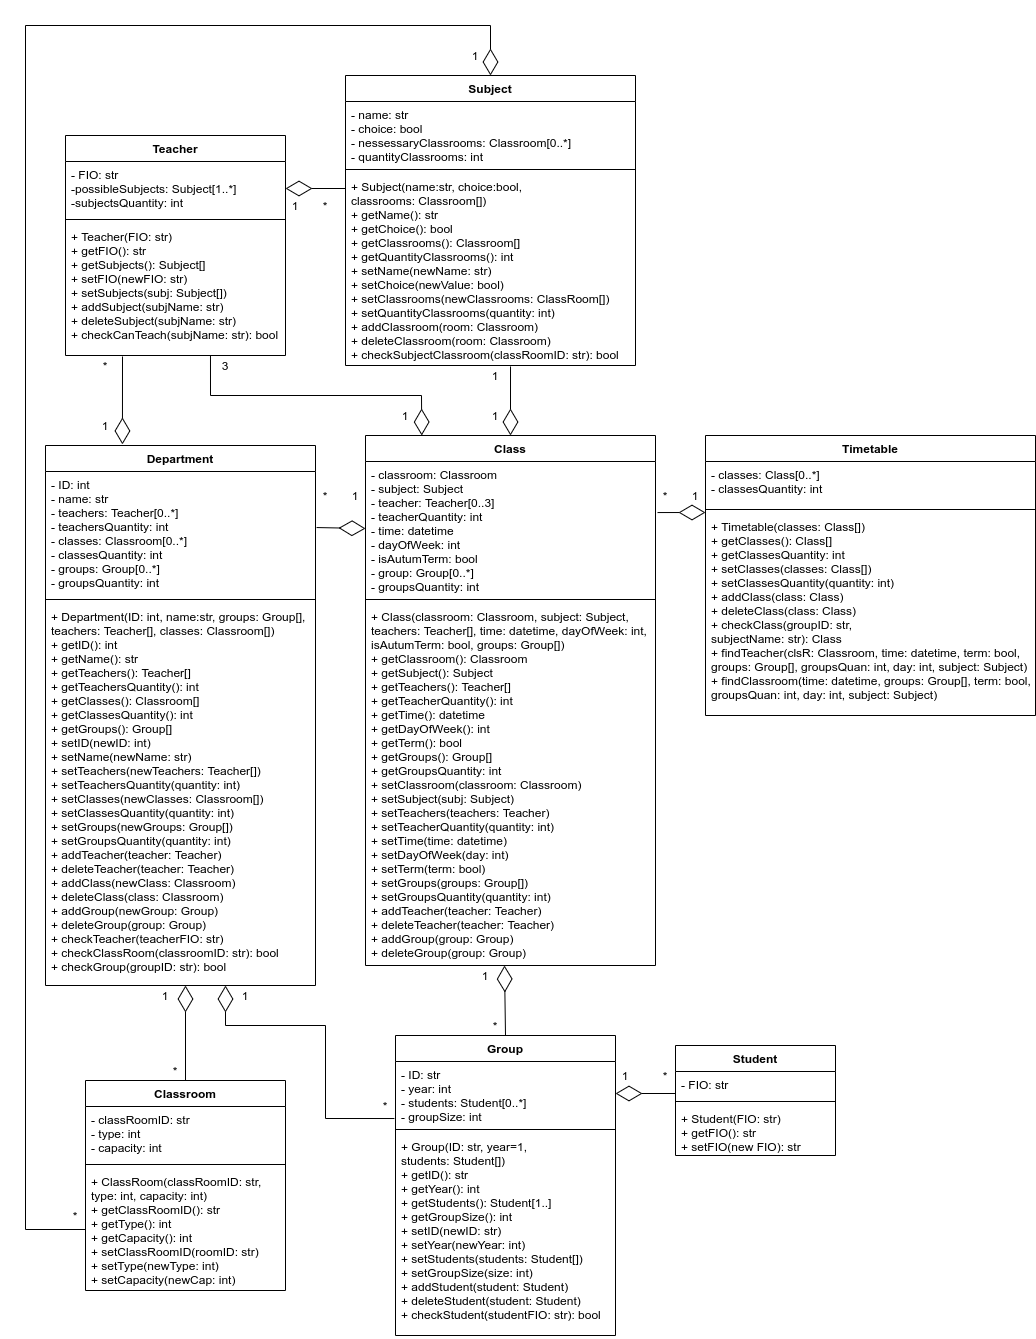 1
Subject
- name: str
- choice: bool
- nessessaryClassrooms: Classroom[0..*]
- quantityClassrooms: int
+ Subject(name:str, choice:bool,
classrooms: Classroom[])
+ getName(): str
+ getChoice(): bool
+ getClassrooms(): Classroom[]
+ getQuantityClassrooms(): int
+ setName(newName: str)
+ setChoice(newValue: bool)
+ setClassrooms(newClassrooms: ClassRoom[])
+ setQuantityClassrooms(quantity: int)
+ addClassroom(room: Classroom)
+ deleteClassroom(room: Classroom)
+ checkSubjectClassroom(classRoomID: str): bool
Teacher
- FIO: str
-possibleSubjects: Subject[1..*]
-subjectsQuantity: int
+ Teacher(FIO: str)
+ getFIO(): str
+ getSubjects(): Subject[]
+ setFIO(newFIO: str)
+ setSubjects(subj: Subject[])
+ addSubject(subjName: str)
+ deleteSubject(subjName: str)
+ checkCanTeach(subjName: str): bool
1
*
*
3
1
1
1
1
Department
- ID: int
- name: str
- teachers: Teacher[0..*]
- teachersQuantity: int
- classes: Classroom[0..*]
- classesQuantity: int
- groups: Group[0..*]
- groupsQuantity: int
+ Department(ID: int, name:str, groups: Group[],
teachers: Teacher[], classes: Classroom[])
+ getID(): int
+ getName(): str
+ getTeachers(): Teacher[]
+ getTeachersQuantity(): int
+ getClasses(): Classroom[]
+ getClassesQuantity(): int
+ getGroups(): Group[]
+ setID(newID: int)
+ setName(newName: str)
+ setTeachers(newTeachers: Teacher[])
+ setTeachersQuantity(quantity: int)
+ setClasses(newClasses: Classroom[])
+ setClassesQuantity(quantity: int)
+ setGroups(newGroups: Group[])
+ setGroupsQuantity(quantity: int)
+ addTeacher(teacher: Teacher)
+ deleteTeacher(teacher: Teacher)
+ addClass(newClass: Classroom)
+ deleteClass(class: Classroom)
+ addGroup(newGroup: Group)
+ deleteGroup(group: Group)
+ checkTeacher(teacherFIO: str)
+ checkClassRoom(classroomID: str): bool
+ checkGroup(groupID: str): bool
*
1
Class
- classroom: Classroom
- subject: Subject
- teacher: Teacher[0..3]
- teacherQuantity: int
- time: datetime
- dayOfWeek: int
- isAutumTerm: bool
- group: Group[0..*]
- groupsQuantity: int
+ Class(classroom: Classroom, subject: Subject,
teachers: Teacher[], time: datetime, dayOfWeek: int,
isAutumTerm: bool, groups: Group[])
+ getClassroom(): Classroom
+ getSubject(): Subject
+ getTeachers(): Teacher[]
+ getTeacherQuantity(): int
+ getTime(): datetime
+ getDayOfWeek(): int
+ getTerm(): bool
+ getGroups(): Group[]
+ getGroupsQuantity: int
+ setClassroom(classroom: Classroom)
+ setSubject(subj: Subject)
+ setTeachers(teachers: Teacher)
+ setTeacherQuantity(quantity: int)
+ setTime(time: datetime)
+ setDayOfWeek(day: int)
+ setTerm(term: bool)
+ setGroups(groups: Group[])
+ setGroupsQuantity(quantity: int)
+ addTeacher(teacher: Teacher)
+ deleteTeacher(teacher: Teacher)
+ addGroup(group: Group)
+ deleteGroup(group: Group)
*
1
Timetable
- classes: Class[0..*]
- classesQuantity: int
+ Timetable(classes: Class[])
+ getClasses(): Class[]
+ getClassesQuantity: int
+ setClasses(classes: Class[])
+ setClassesQuantity(quantity: int)
+ addClass(class: Class)
+ deleteClass(class: Class)
+ checkClass(groupID: str,
subjectName: str): Class
+ findTeacher(clsR: Classroom, time: datetime, term: bool,
groups: Group[], groupsQuan: int, day: int, subject: Subject)
+ findClassroom(time: datetime, groups: Group[], term: bool,
groupsQuan: int, day: int, subject: Subject)
1
1
1
*
*
*
*
Classroom
- classRoomID: str
- type: int
- capacity: int
+ ClassRoom(classRoomID: str,
type: int, capacity: int)
+ getClassRoomID(): str
+ getType(): int
+ getCapacity(): int
+ setClassRoomID(roomID: str)
+ setType(newType: int)
+ setCapacity(newCap: int)
Group
- ID: str
- year: int
- students: Student[0..*]
- groupSize: int
+ Group(ID: str, year=1,
students: Student[])
+ getID(): str
+ getYear(): int
+ getStudents(): Student[1..]
+ getGroupSize(): int
+ setID(newID: str)
+ setYear(newYear: int)
+ setStudents(students: Student[])
+ setGroupSize(size: int)
+ addStudent(student: Student)
+ deleteStudent(student: Student)
+ checkStudent(studentFIO: str): bool
1
*
Student
- FIO: str
+ Student(FIO: str)
+ getFIO(): str
+ setFIO(new FIO): str